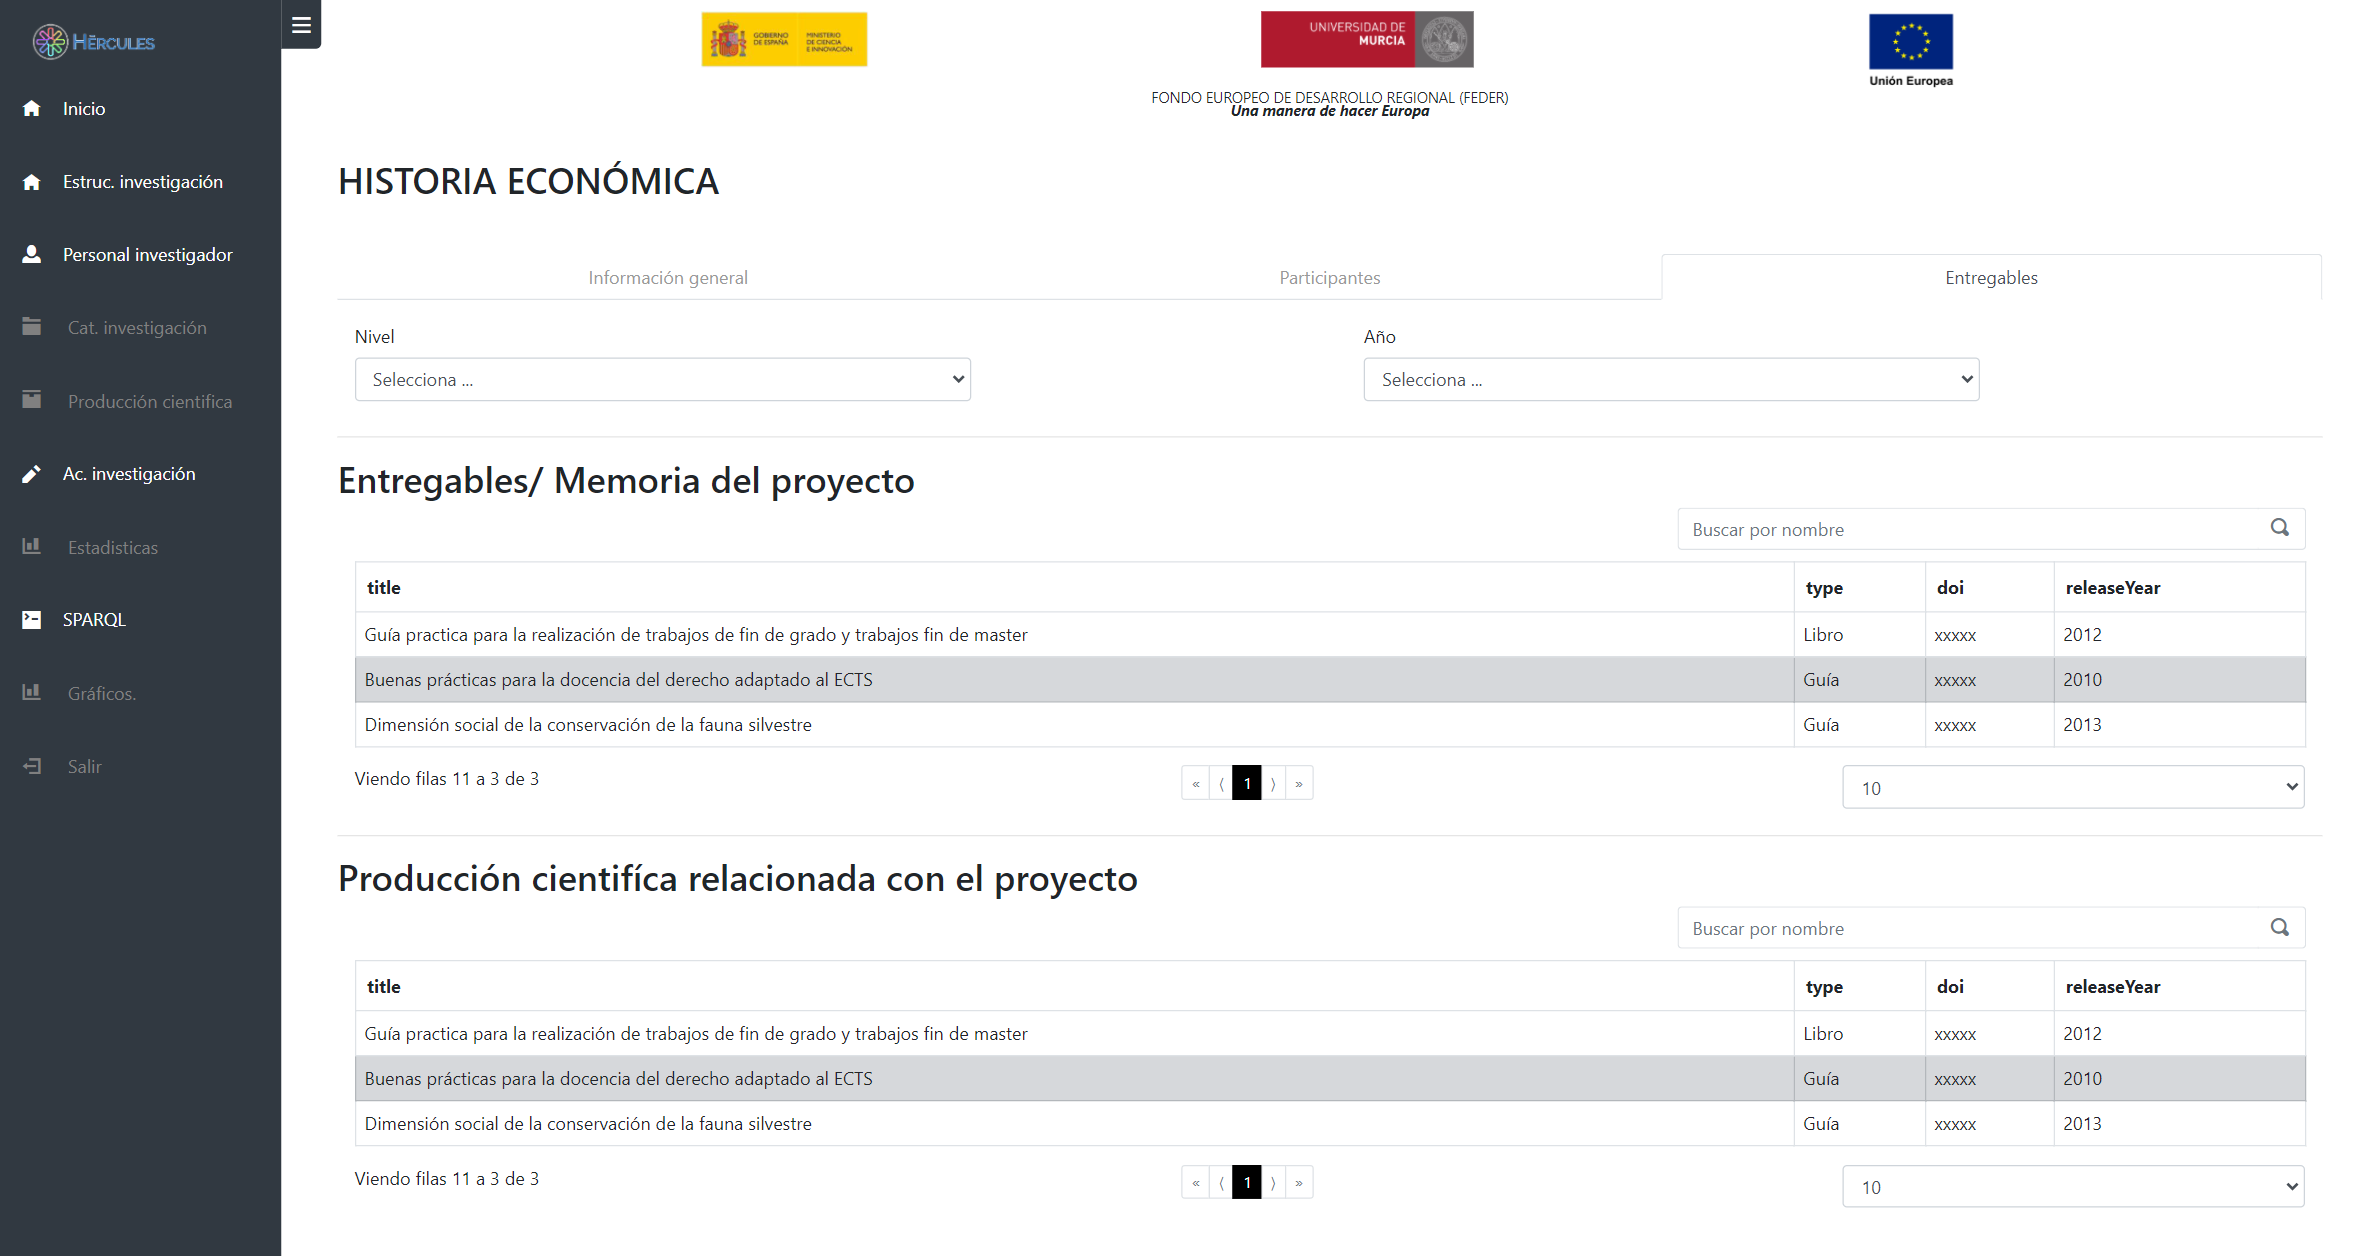 HÉRCULES
Inicio
Estruc. investigación
Personal investigador
Cat. investigación
Producción cientifica
Ac. investigación
Estadisticas
SPARQL
Gráficos.
Salir
GOBIERNO DE ESPAÑA
MINISTERIO DE CIENCIA E INNOVACIÓN
UNIVERSIDAD DE
MURCIA
Unión Europea
FONDO EUROPEO DE DESARROLLO REGIONAL (FEDER)
Una manera de hacer Europa
HISTORIA ECONÓMICA
Información general Participantes Entregables
Nivel Año
Selecciona ... Selecciona ...
Entregables/ Memoria del proyecto
Buscar por nombre
title type doi releaseYear
Guía practica para la realización de trabajos de fin de grado y trabajos fin de master Libro xxxxx 2012
Buenas prácticas para la docencia del derecho adaptado al ECTS Guía xxxxx 2010
Dimensión social de la conservación de la fauna silvestre Guía xxxxx 2013
Viendo filas 11 a 3 de 3 « ⟨ 1 ⟩ » 10
Producción cientifíca relacionada con el proyecto
Buscar por nombre
title type doi releaseYear
Guía practica para la realización de trabajos de fin de grado y trabajos fin de master Libro xxxxx 2012
Buenas prácticas para la docencia del derecho adaptado al ECTS Guía xxxxx 2010
Dimensión social de la conservación de la fauna silvestre Guía xxxxx 2013
Viendo filas 11 a 3 de 3 « ⟨ 1 ⟩ » 10